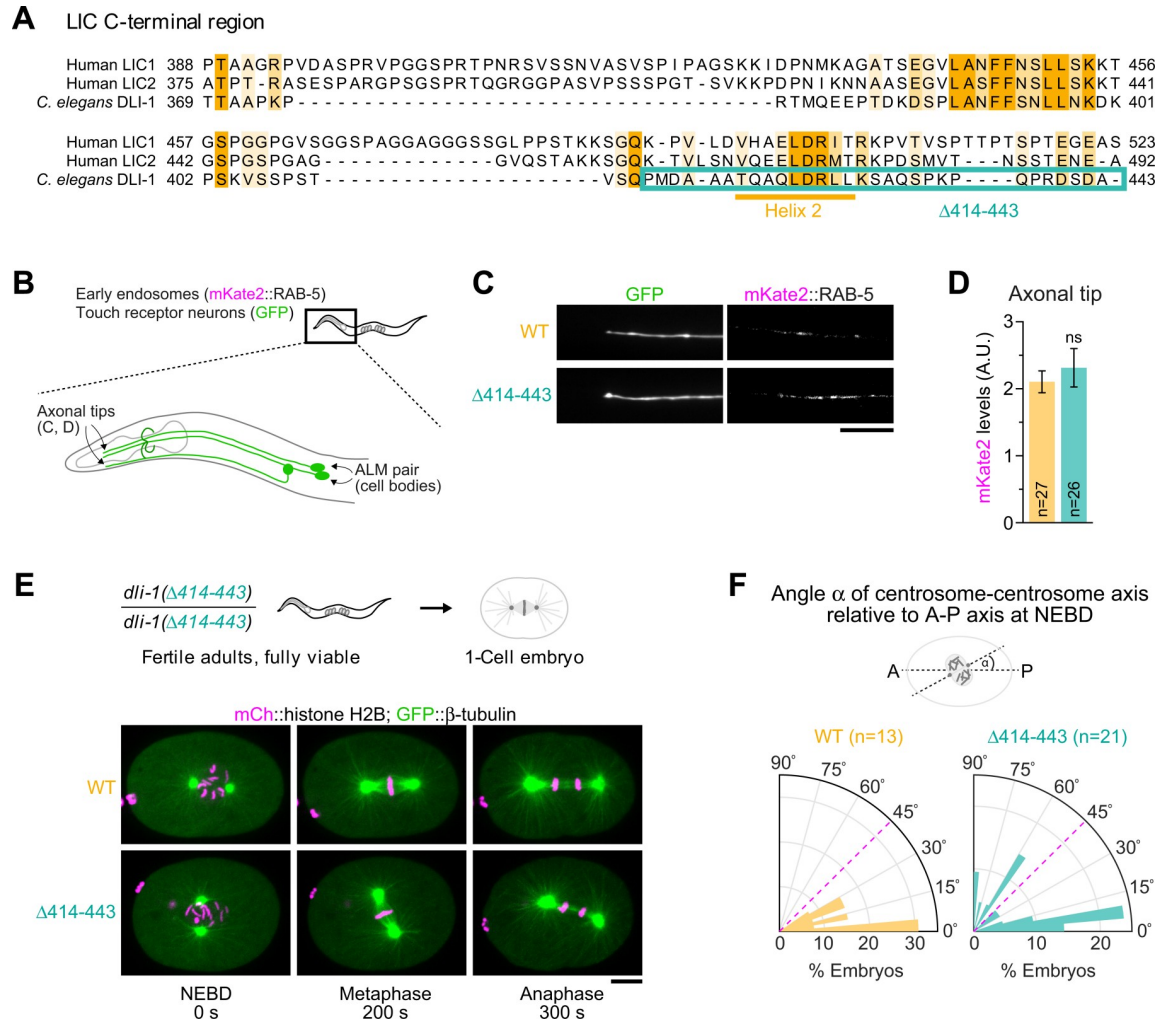 A LIC C-terminal region
Human LIC1 388 PTAAGRPVDASPRVPGGSPRTPNRSVSSNVASVSPIPAGSKKIDPNMKAGATSEGVLANFFNSLLSKKT 456
Human LIC2 375 ATPT-RASESPARGPSGSPRTQGRGGPASVPSSSPGT-SVKKPDPNIKNNAASEGVLANFFNSLLSKKT 441
C. elegans DLI-1 369 TTAAPKP------------------------------------RTMQEEPTDKDSPLANFFSNLLNKDK 401
Human LIC1 457 GSPGGPGVSGGSPAGGAGGGSSGLPPSTKKSGQK-PV-LDVHAELDRITRKPVTVSPTTPTSPTEGEAS 523
Human LIC2 442 GSPGSPGAG-------------GVQSTAKKSGQK-TVLSNVQEELDRMTRKPDSMVT---NSSTENE-A 492
C. elegans DLI-1 402 PSKVSSPST---------------------VSQPMDA-AATQAQLDRLLKSAQSPKP----QPRDSDA- 443
Helix 2 Δ414-443
B Early endosomes (mKate2::RAB-5)
Touch receptor neurons (GFP)
Axonal tips
(C, D)
ALM pair
(cell bodies)
C GFP mKate2::RAB-5
WT
Δ414-443
D Axonal tip
mKate2 levels (A.U.)
3
2
1
0
ns
n=27
n=26
E dli-1(Δ414-443)
dli-1(Δ414-443)
Fertile adults, fully viable
1-Cell embryo
mCh::histone H2B; GFP::β-tubulin
WT
Δ414-443
NEBD
0 s
Metaphase
200 s
Anaphase
300 s
F Angle α of centrosome-centrosome axis
relative to A-P axis at NEBD
A α P
WT (n=13)
90° 75° 60° 45° 30° 15° 0°
0 10 20 30
% Embryos
Δ414-443 (n=21)
90° 75° 60° 45° 30° 15° 0°
0 10 20
% Embryos